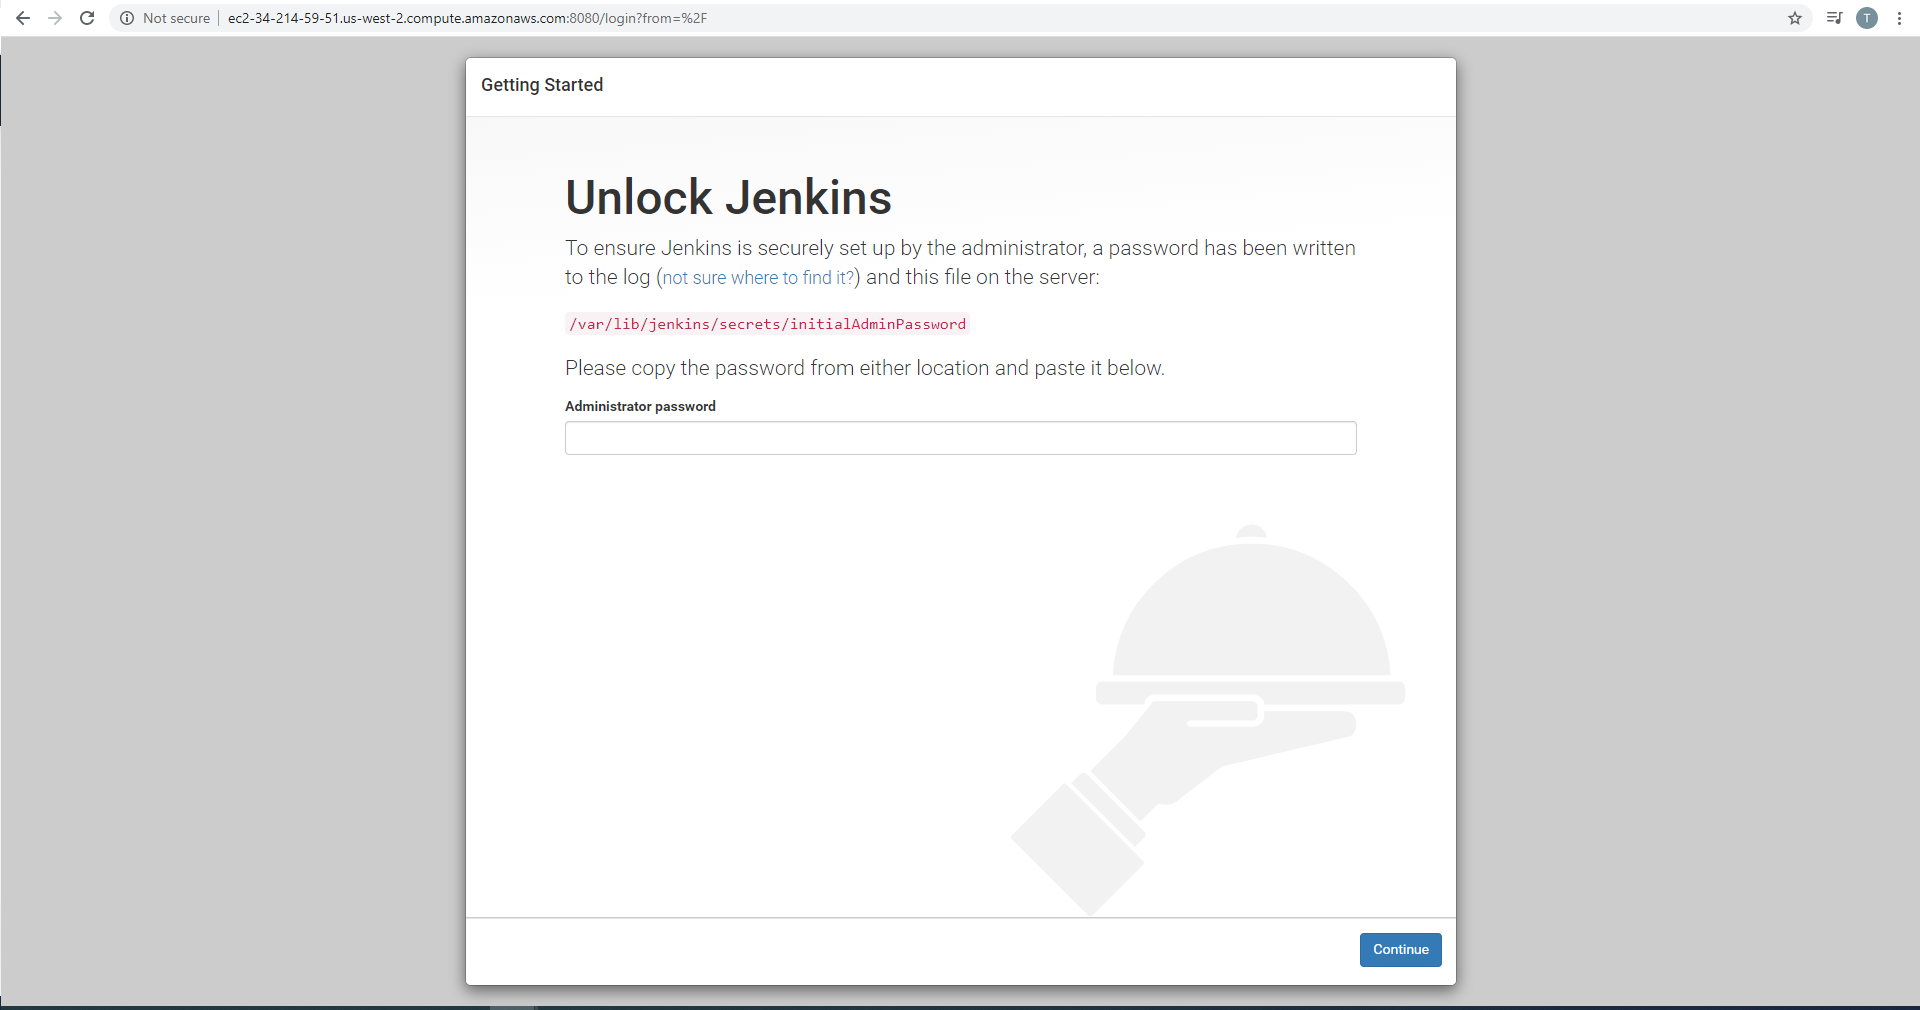 Not secure ec2-34-214-59-51.us-west-2.compute.amazonaws.com:8080/login?from=%2F
T
Getting Started
Unlock Jenkins
To ensure Jenkins is securely set up by the administrator, a password has been written
to the log (not sure where to find it?) and this file on the server:
/var/lib/jenkins/secrets/initialAdminPassword
Please copy the password from either location and paste it below.
Administrator password
Continue